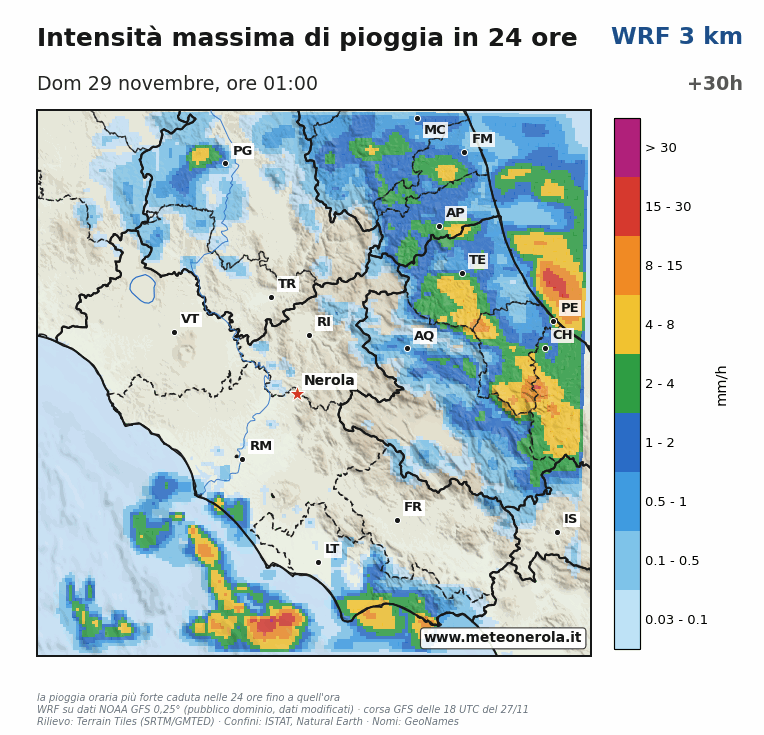 Intensità massima di pioggia in 24 ore
WRF 3 km
Dom 29 novembre, ore 01:00
+30h
MC
FM
PG
AP
TE
TR
PE
VT
RI
CH
AQ
Nerola
RM
FR
IS
LT
www.meteonerola.it
> 30
15 - 30
8 - 15
4 - 8
2 - 4
1 - 2
0.5 - 1
0.1 - 0.5
0.03 - 0.1
mm/h
la pioggia oraria più forte caduta nelle 24 ore fino a quell'ora
WRF su dati NOAA GFS 0,25° (pubblico dominio, dati modificati) · corsa GFS delle 18 UTC del 27/11
Rilievo: Terrain Tiles (SRTM/GMTED) · Confini: ISTAT, Natural Earth · Nomi: GeoNames